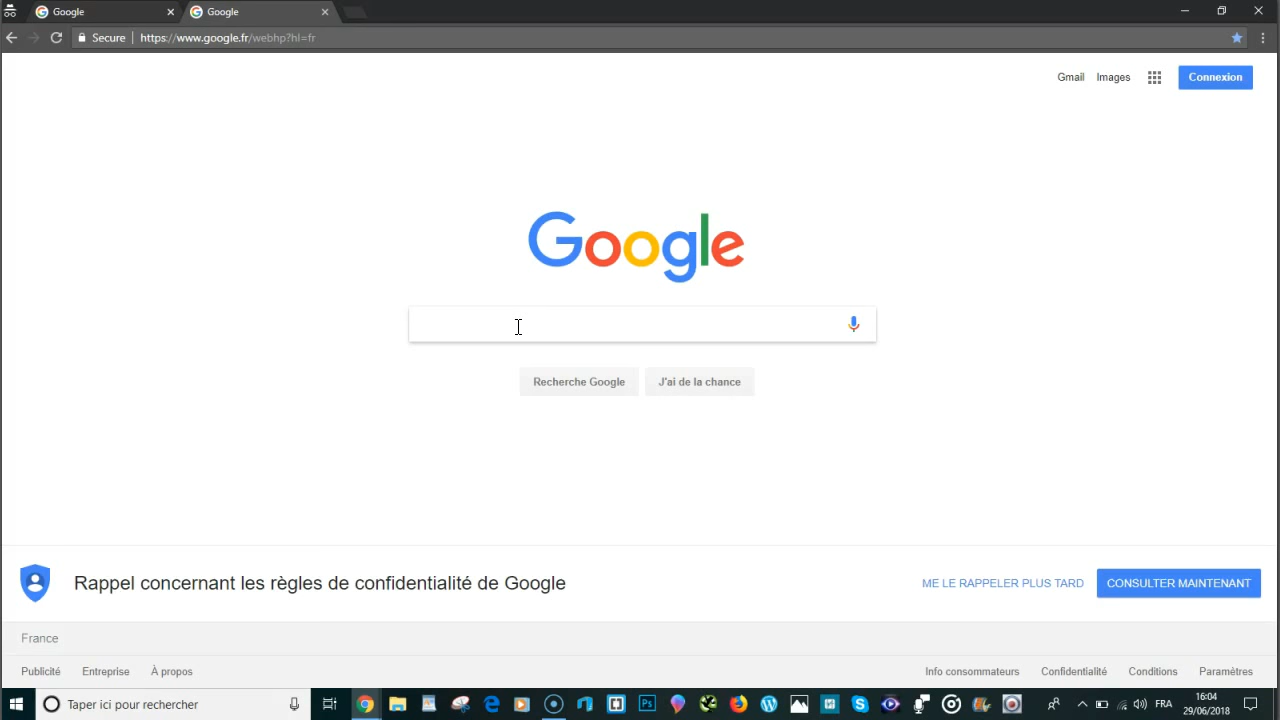 Google
Google
Secure
https://www.google.fr/webhp?hl=fr
Gmail
Images
Connexion
Google
Recherche Google
J'ai de la chance
Rappel concernant les règles de confidentialité de Google
ME LE RAPPELER PLUS TARD
CONSULTER MAINTENANT
France
Publicité
Entreprise
À propos
Info consommateurs
Confidentialité
Conditions
Paramètres
Taper ici pour rechercher
Ps
FRA
16:04
29/06/2018